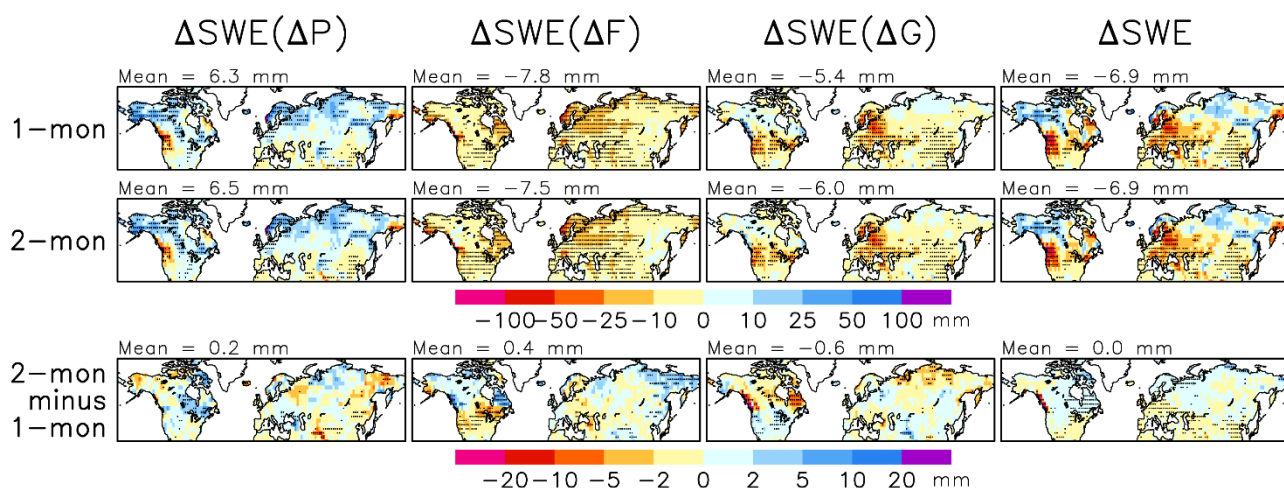 ΔSWE(ΔP) ΔSWE(ΔF) ΔSWE(ΔG) ΔSWE
Mean = 6.3 mm Mean = −7.8 mm Mean = −5.4 mm Mean = −6.9 mm
1−mon
Mean = 6.5 mm Mean = −7.5 mm Mean = −6.0 mm Mean = −6.9 mm
2−mon
−100 −50 −25 −10 0 10 25 50 100 mm
Mean = 0.2 mm Mean = 0.4 mm Mean = −0.6 mm Mean = 0.0 mm
2−mon
minus
1−mon
−20 −10 −5 −2 0 2 5 10 20 mm